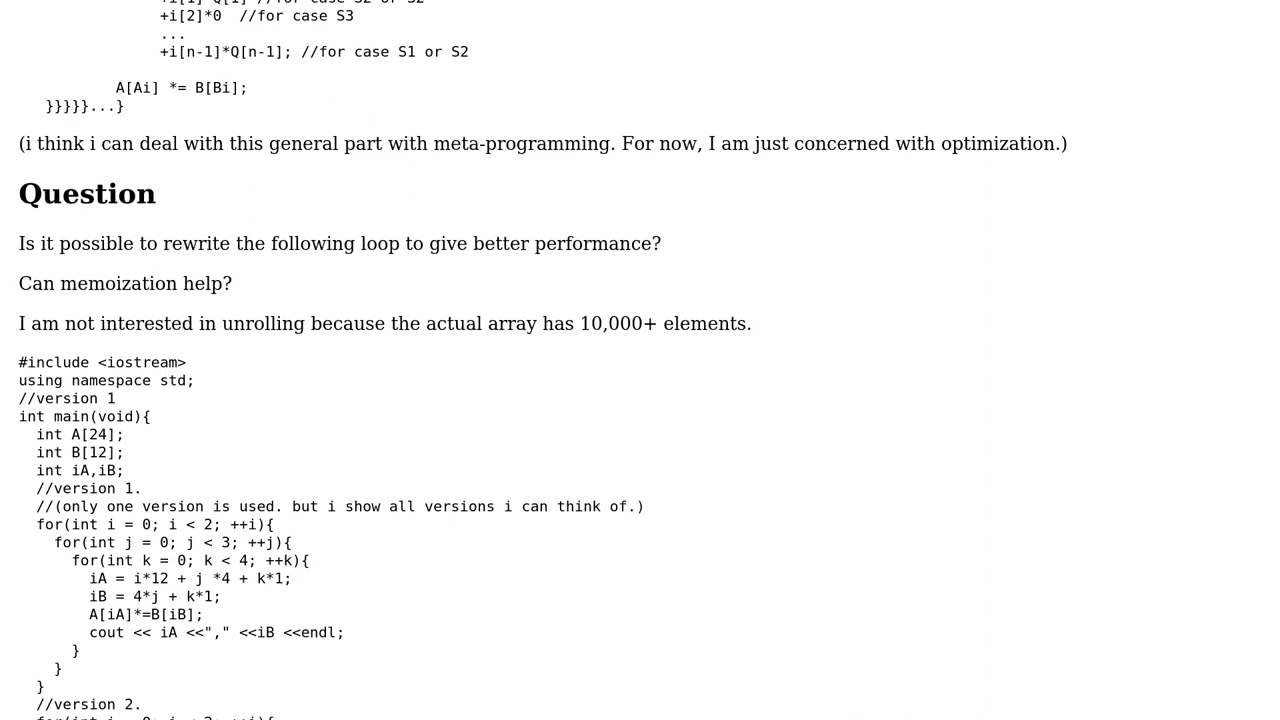 +i[2]*0  //for case S3
...
+i[n-1]*Q[n-1]; //for case S1 or S2
A[Ai] *= B[Bi];
}}}}}...}
(i think i can deal with this general part with meta-programming. For now, I am just concerned with optimization.)
Question
Is it possible to rewrite the following loop to give better performance?
Can memoization help?
I am not interested in unrolling because the actual array has 10,000+ elements.
#include <iostream>
using namespace std;
//version 1
int main(void){
  int A[24];
  int B[12];
  int iA,iB;
  //version 1.
  //(only one version is used. but i show all versions i can think of.)
  for(int i = 0; i < 2; ++i){
    for(int j = 0; j < 3; ++j){
      for(int k = 0; k < 4; ++k){
        iA = i*12 + j *4 + k*1;
        iB = 4*j + k*1;
        A[iA]*=B[iB];
        cout << iA <<"," <<iB <<endl;
      }
    }
  }
  //version 2.